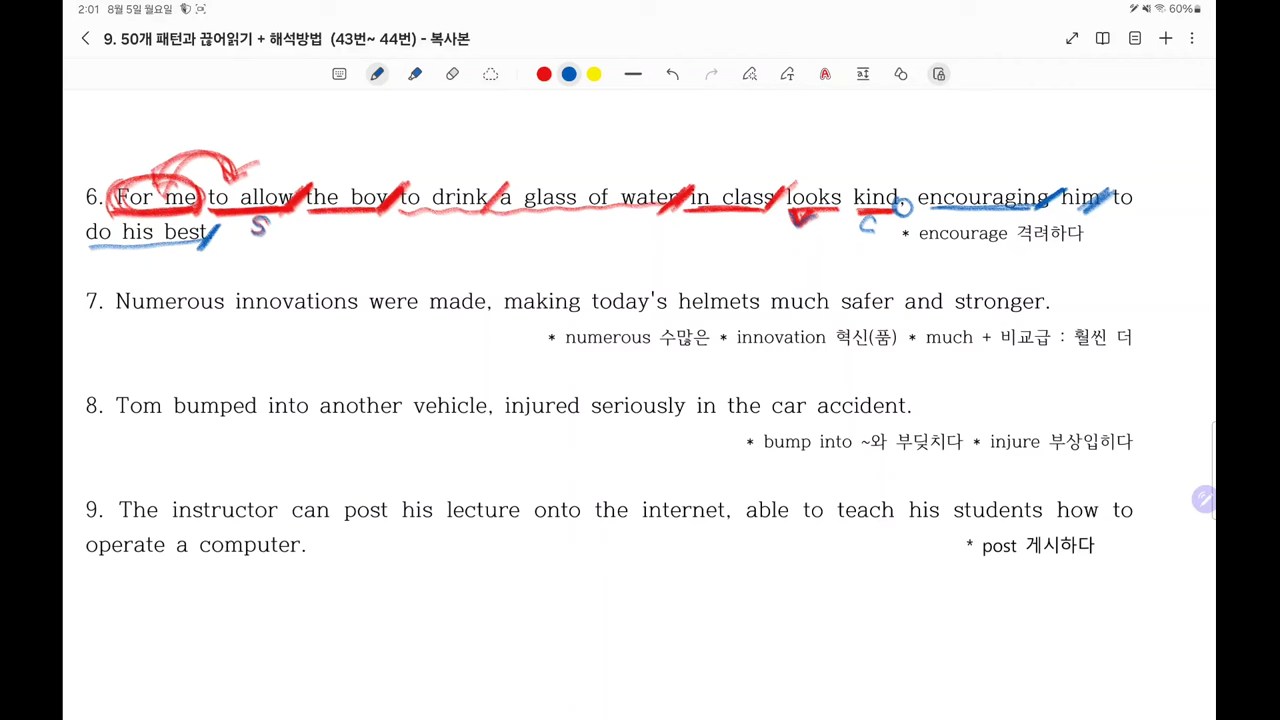 2:01 8월 5일 월요일 60%
9. 50개 패턴과 끊어읽기 + 해석방법 (43번~ 44번) - 복사본
6. For me to allow the boy to drink a glass of water in class looks kind, encouraging him to
S V C
do his best.
* encourage 격려하다
7. Numerous innovations were made, making today's helmets much safer and stronger.
* numerous 수많은 * innovation 혁신(품) * much + 비교급 : 훨씬 더
8. Tom bumped into another vehicle, injured seriously in the car accident.
* bump into ~와 부딪치다 * injure 부상입히다
9. The instructor can post his lecture onto the internet, able to teach his students how to
operate a computer.
* post 게시하다